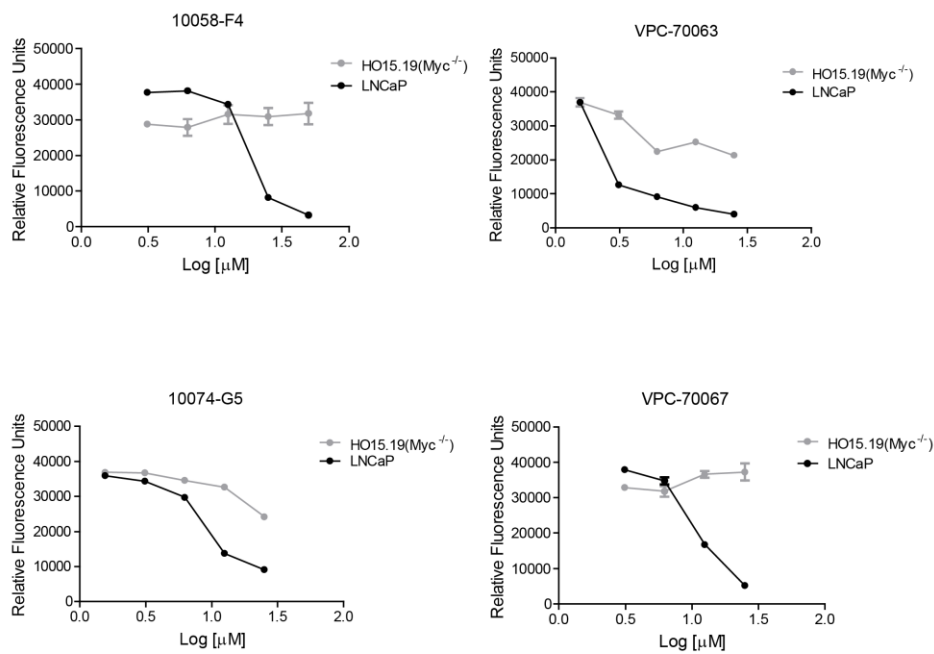 10058-F4
Relative Fluorescence Units
50000
40000
30000
20000
10000
0
0.0 0.5 1.0 1.5 2.0
Log [μM]
HO15.19(Myc⁻/⁻)
LNCaP
VPC-70063
Relative Fluorescence Units
50000
40000
30000
20000
10000
0
0.0 0.5 1.0 1.5 2.0
Log [μM]
HO15.19(Myc⁻/⁻)
LNCaP
10074-G5
Relative Fluorescence Units
50000
40000
30000
20000
10000
0
0.0 0.5 1.0 1.5 2.0
Log [μM]
HO15.19(Myc⁻/⁻)
LNCaP
VPC-70067
Relative Fluorescence Units
50000
40000
30000
20000
10000
0
0.0 0.5 1.0 1.5 2.0
Log [μM]
HO15.19(Myc⁻/⁻)
LNCaP